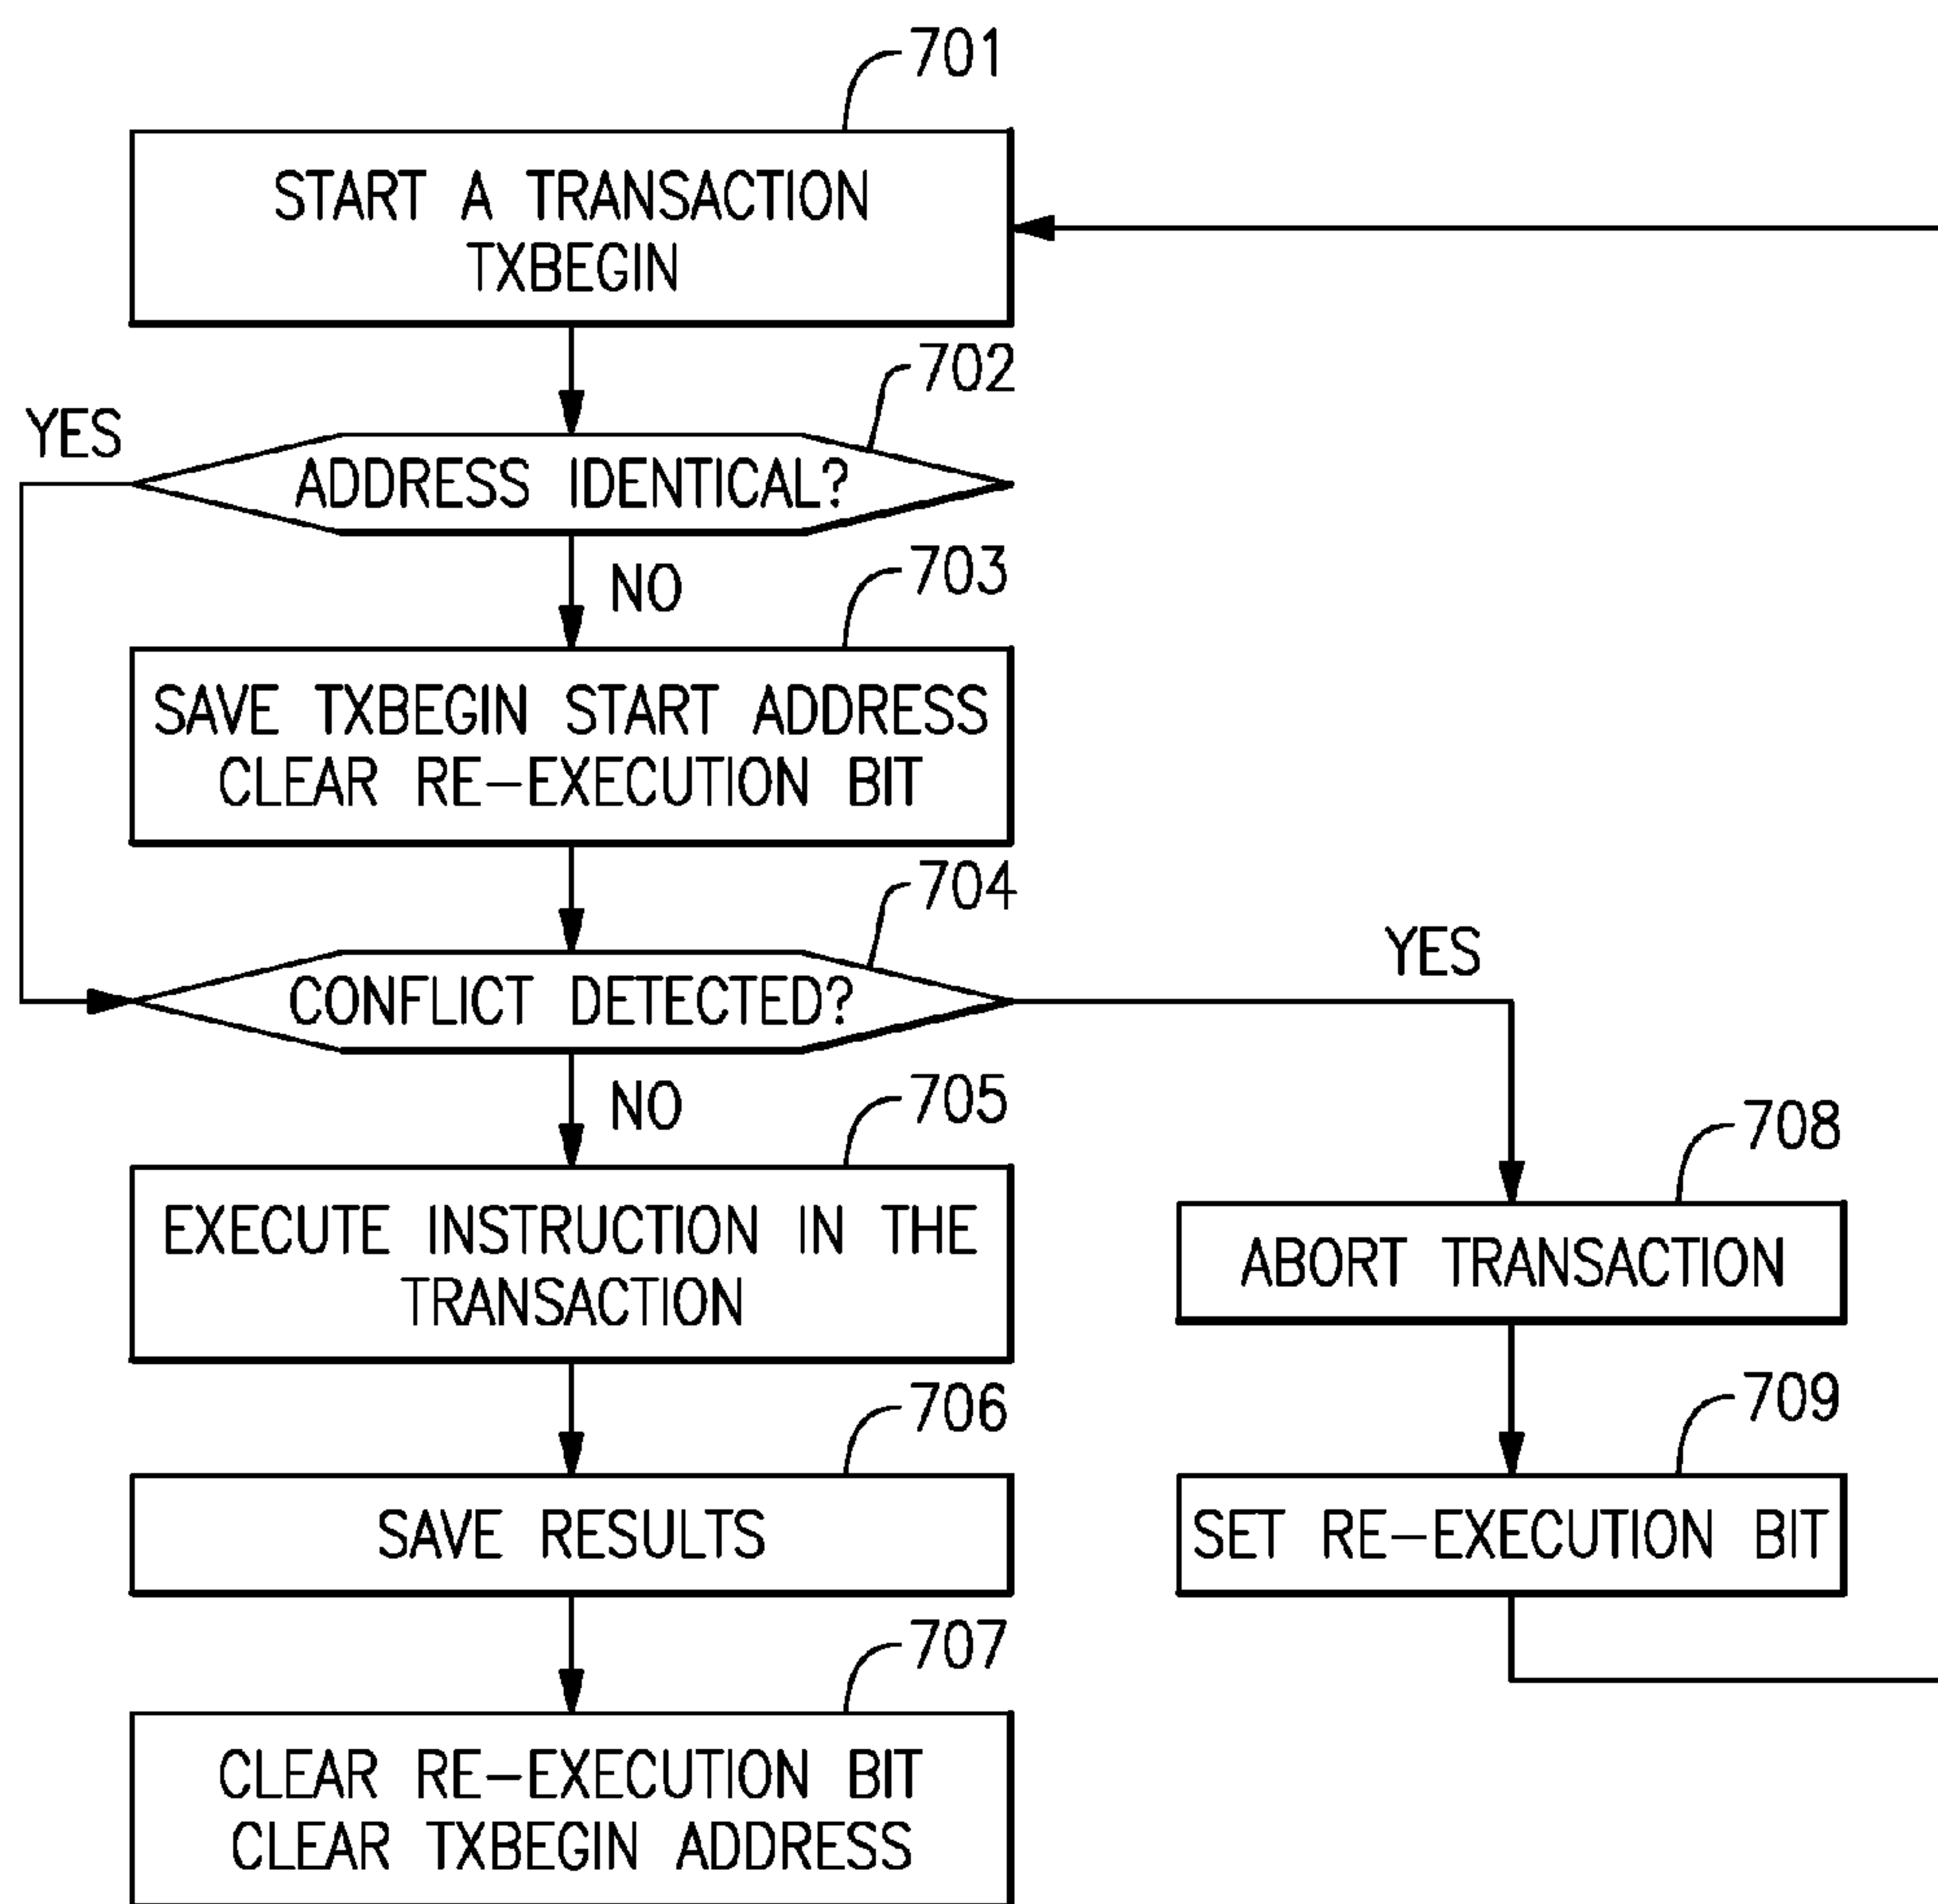 701
START A TRANSACTION
TXBEGIN
702
YES
ADDRESS IDENTICAL?
NO
703
SAVE TXBEGIN START ADDRESS
CLEAR RE-EXECUTION BIT
704
YES
CONFLICT DETECTED?
NO
705
EXECUTE INSTRUCTION IN THE
TRANSACTION
708
ABORT TRANSACTION
706
SAVE RESULTS
709
SET RE-EXECUTION BIT
707
CLEAR RE-EXECUTION BIT
CLEAR TXBEGIN ADDRESS